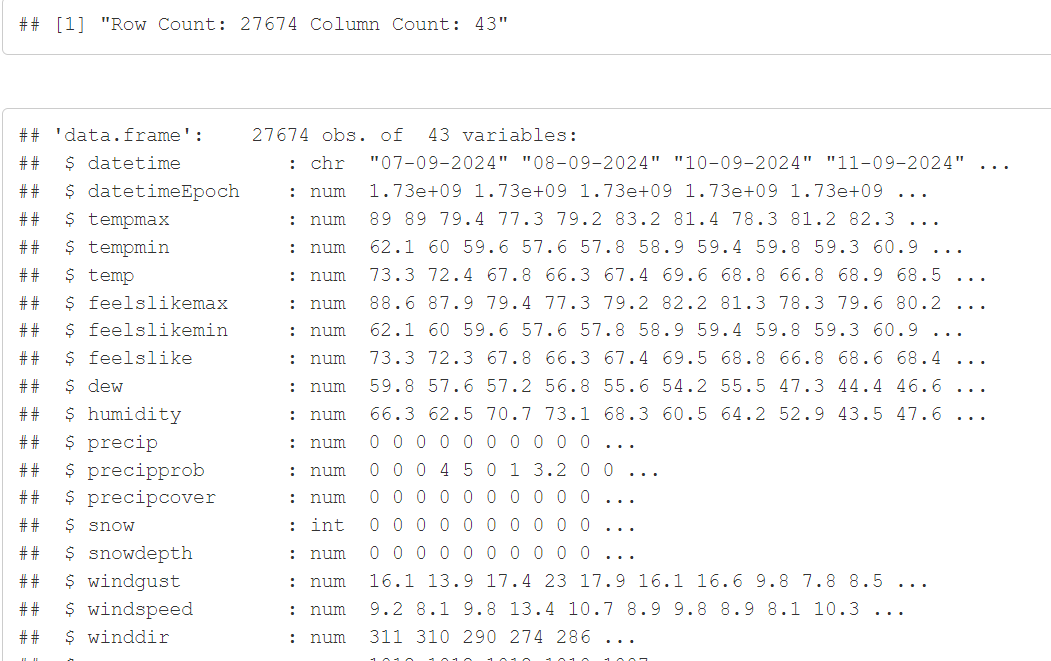 ## [1] "Row Count: 27674 Column Count: 43"
## 'data.frame':    27674 obs. of  43 variables:
##  $ datetime         : chr  "07-09-2024" "08-09-2024" "10-09-2024" "11-09-2024" ...
##  $ datetimeEpoch    : num  1.73e+09 1.73e+09 1.73e+09 1.73e+09 1.73e+09 ...
##  $ tempmax          : num  89 89 79.4 77.3 79.2 83.2 81.4 78.3 81.2 82.3 ...
##  $ tempmin          : num  62.1 60 59.6 57.6 57.8 58.9 59.4 59.8 59.3 60.9 ...
##  $ temp             : num  73.3 72.4 67.8 66.3 67.4 69.6 68.8 66.8 68.9 68.5 ...
##  $ feelslikemax     : num  88.6 87.9 79.4 77.3 79.2 82.2 81.3 78.3 79.6 80.2 ...
##  $ feelslikemin     : num  62.1 60 59.6 57.6 57.8 58.9 59.4 59.8 59.3 60.9 ...
##  $ feelslike        : num  73.3 72.3 67.8 66.3 67.4 69.5 68.8 66.8 68.6 68.4 ...
##  $ dew              : num  59.8 57.6 57.2 56.8 55.6 54.2 55.5 47.3 44.4 46.6 ...
##  $ humidity         : num  66.3 62.5 70.7 73.1 68.3 60.5 64.2 52.9 43.5 47.6 ...
##  $ precip           : num  0 0 0 0 0 0 0 0 0 0 ...
##  $ precipprob       : num  0 0 0 4 5 0 1 3.2 0 0 ...
##  $ precipcover      : num  0 0 0 0 0 0 0 0 0 0 ...
##  $ snow             : int  0 0 0 0 0 0 0 0 0 0 ...
##  $ snowdepth        : num  0 0 0 0 0 0 0 0 0 0 ...
##  $ windgust         : num  16.1 13.9 17.4 23 17.9 16.1 16.6 9.8 7.8 8.5 ...
##  $ windspeed        : num  9.2 8.1 9.8 13.4 10.7 8.9 9.8 8.9 8.1 10.3 ...
##  $ winddir          : num  311 310 290 274 286 ...